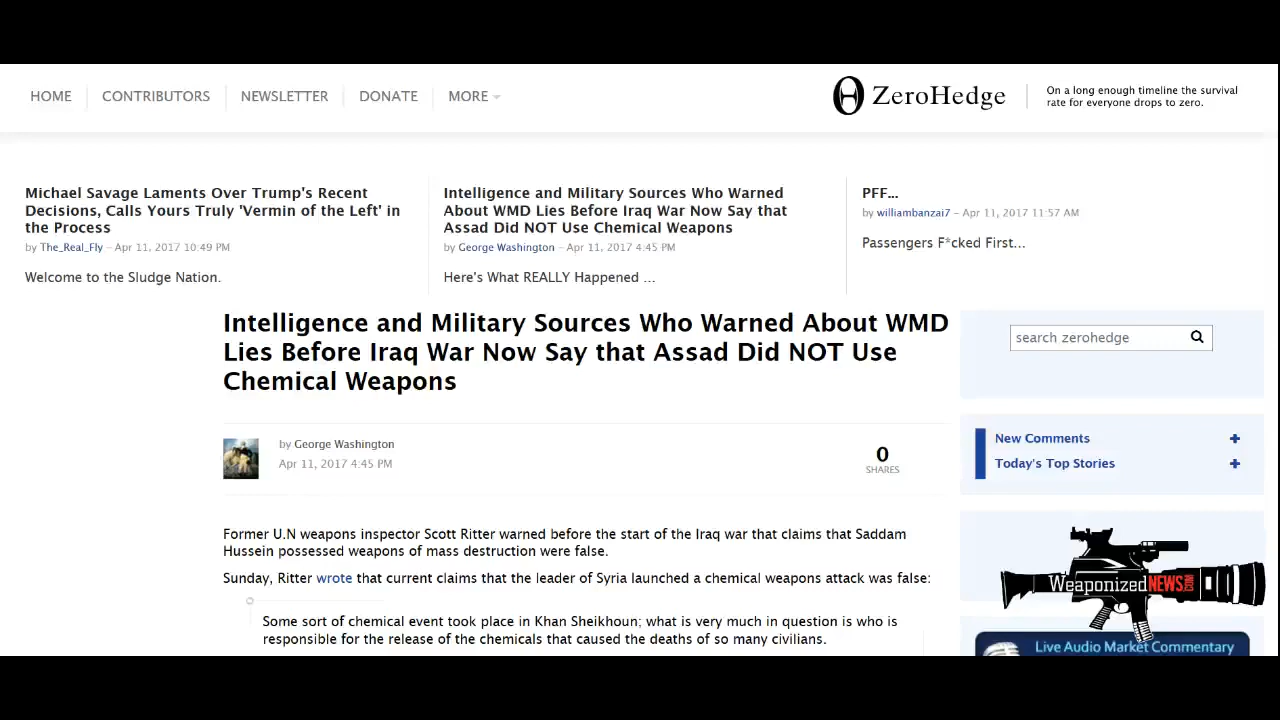 HOME
CONTRIBUTORS
NEWSLETTER
DONATE
MORE
ZeroHedge
On a long enough timeline the survival
rate for everyone drops to zero.
Michael Savage Laments Over Trump's Recent
Decisions, Calls Yours Truly 'Vermin of the Left' in
the Process
by The_Real_Fly – Apr 11, 2017 10:49 PM
Welcome to the Sludge Nation.
Intelligence and Military Sources Who Warned
About WMD Lies Before Iraq War Now Say that
Assad Did NOT Use Chemical Weapons
by George Washington – Apr 11, 2017 4:45 PM
Here's What REALLY Happened ...
PFF...
by williambanzai7 – Apr 11, 2017 11:57 AM
Passengers F*cked First...
Intelligence and Military Sources Who Warned About WMD
Lies Before Iraq War Now Say that Assad Did NOT Use
Chemical Weapons
by George Washington
Apr 11, 2017 4:45 PM
0
SHARES
Former U.N weapons inspector Scott Ritter warned before the start of the Iraq war that claims that Saddam
Hussein possessed weapons of mass destruction were false.
Sunday, Ritter wrote that current claims that the leader of Syria launched a chemical weapons attack was false:
Some sort of chemical event took place in Khan Sheikhoun; what is very much in question is who is
responsible for the release of the chemicals that caused the deaths of so many civilians.
search zerohedge
New Comments
Today's Top Stories
WeaponizedNEWS.COM
Live Audio Market Commentary